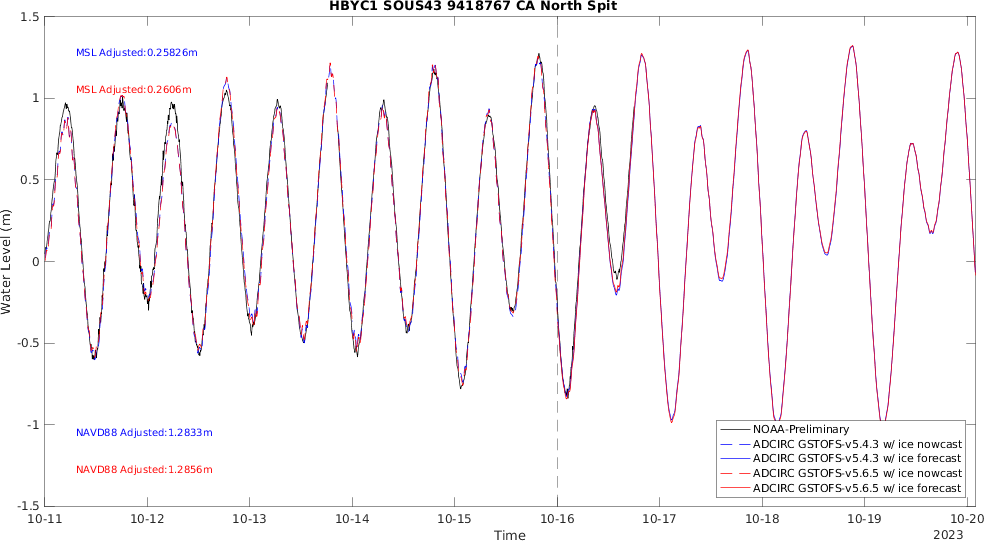 HBYC1 SOUS43 9418767 CA North Spit
1.5
MSL Adjusted:0.25826m
1
MSL Adjusted:0.2606m
0.5
Water Level (m)
0
-0.5
-1
NAVD88 Adjusted:1.2833m
NAVD88 Adjusted:1.2856m
-1.5
NOAA-Preliminary
ADCIRC GSTOFS-v5.4.3 w/ ice nowcast
ADCIRC GSTOFS-v5.4.3 w/ ice forecast
ADCIRC GSTOFS-v5.6.5 w/ ice nowcast
ADCIRC GSTOFS-v5.6.5 w/ ice forecast
10-11 10-12 10-13 10-14 10-15 10-16 10-17 10-18 10-19 10-20
Time
2023